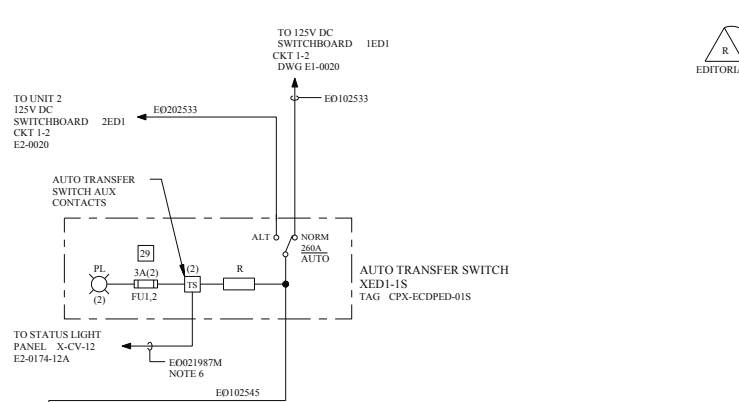 TO 125V DC
SWITCHBOARD 1ED1
CKT 1-2
DWG E1-0020
R
EDITORIA
EØ102533
TO UNIT 2
125V DC
SWITCHBOARD 2ED1
CKT 1-2
E2-0020
EØ202533
AUTO TRANSFER
SWITCH AUX
CONTACTS
ALT
NORM
260A
AUTO
29
PL
3A(2)
(2)
R
TS
(2)
FU1,2
AUTO TRANSFER SWITCH
XED1-1S
TAG CPX-ECDPED-01S
TO STATUS LIGHT
PANEL X-CV-12
E2-0174-12A
EØ021987M
NOTE 6
EØ102545